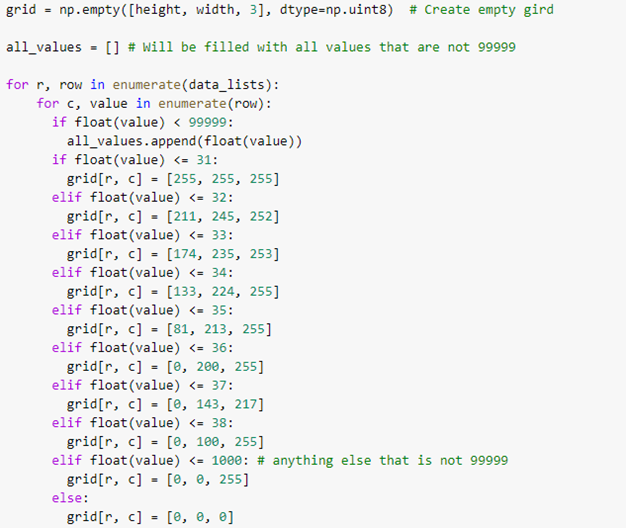 grid = np.empty([height, width, 3], dtype=np.uint8)  # Create empty gird
all_values = [] # Will be filled with all values that are not 99999
for r, row in enumerate(data_lists):
    for c, value in enumerate(row):
      if float(value) < 99999:
        all_values.append(float(value))
      if float(value) <= 31:
        grid[r, c] = [255, 255, 255]
      elif float(value) <= 32:
        grid[r, c] = [211, 245, 252]
      elif float(value) <= 33:
        grid[r, c] = [174, 235, 253]
      elif float(value) <= 34:
        grid[r, c] = [133, 224, 255]
      elif float(value) <= 35:
        grid[r, c] = [81, 213, 255]
      elif float(value) <= 36:
        grid[r, c] = [0, 200, 255]
      elif float(value) <= 37:
        grid[r, c] = [0, 143, 217]
      elif float(value) <= 38:
        grid[r, c] = [0, 100, 255]
      elif float(value) <= 1000: # anything else that is not 99999
        grid[r, c] = [0, 0, 255]
      else:
        grid[r, c] = [0, 0, 0]